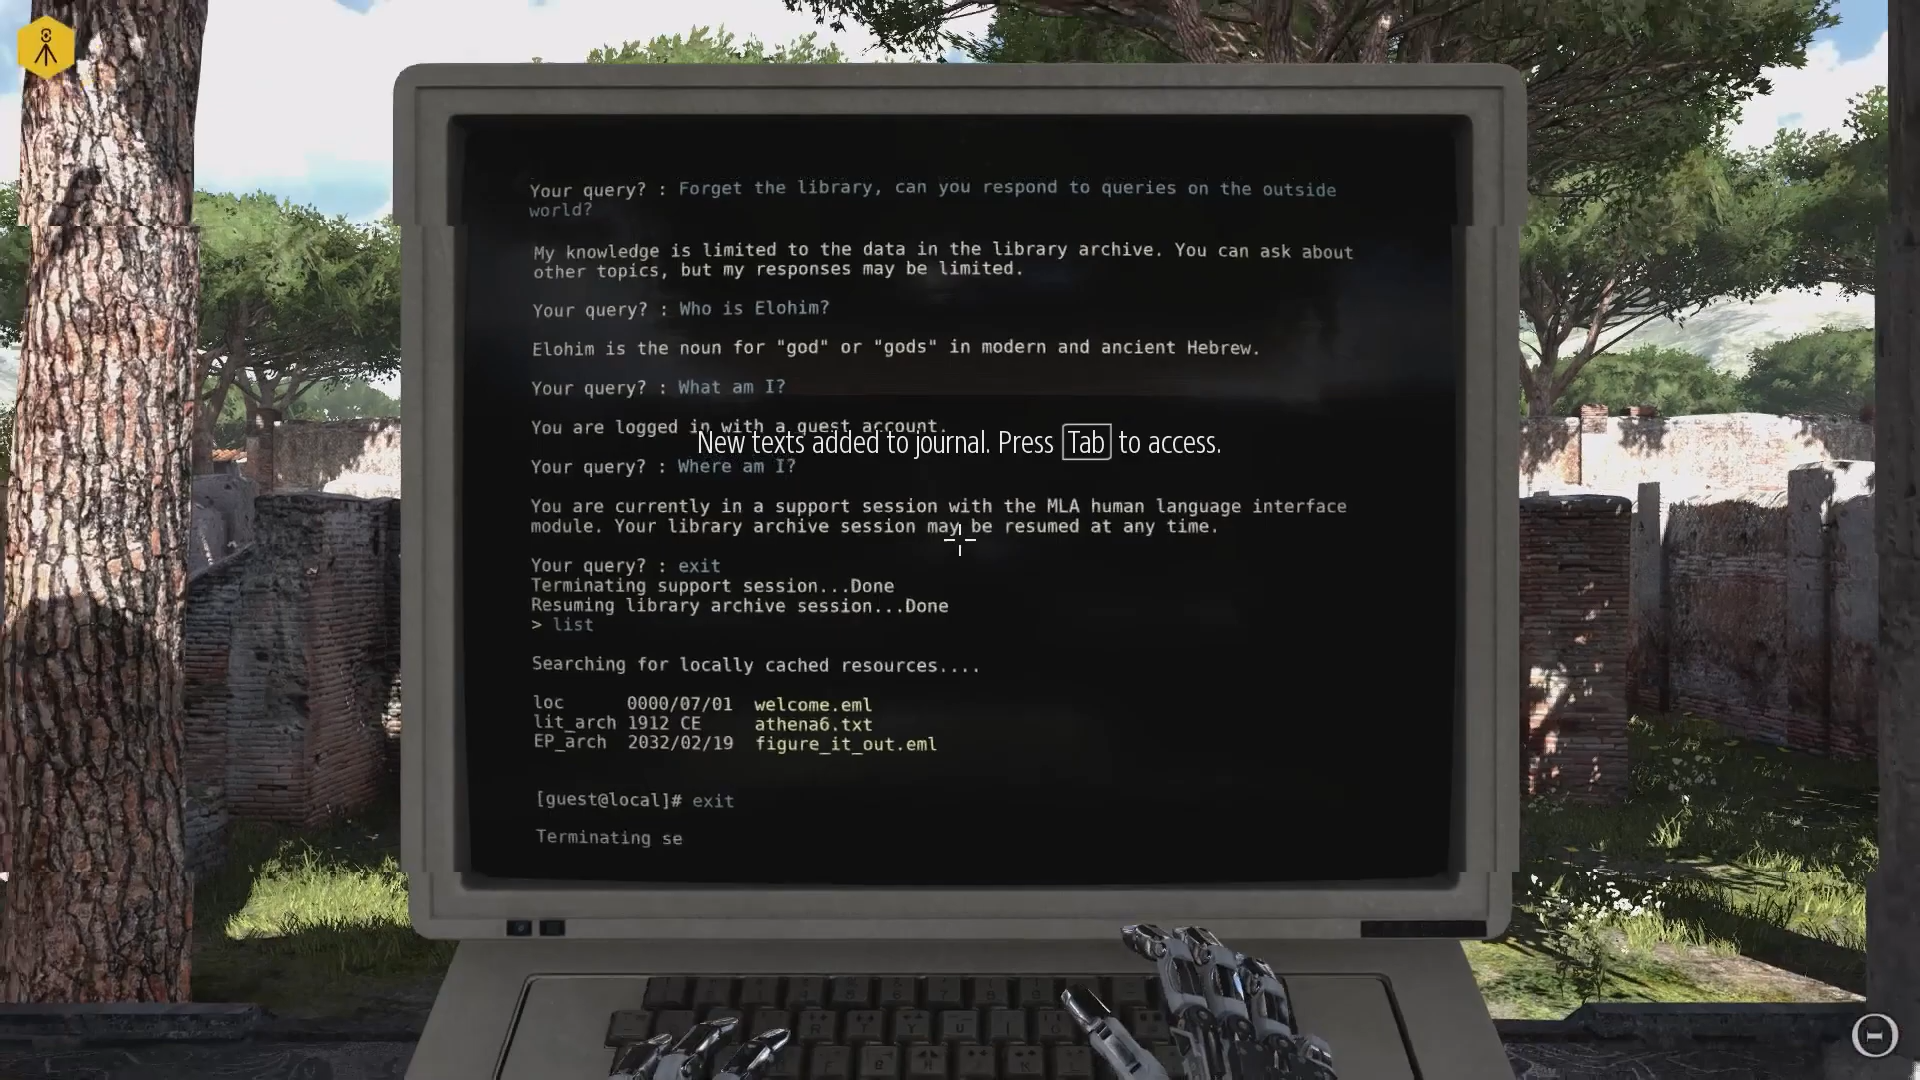 Your query? : Forget the library, can you respond to queries on the outside
world?
My knowledge is limited to the data in the library archive. You can ask about
other topics, but my responses may be limited.
Your query? : Who is Elohim?
Elohim is the noun for "god" or "gods" in modern and ancient Hebrew.
Your query? : What am I?
You are logged in with a guest account.
New texts added to journal. Press Tab to access.
Your query? : Where am I?
You are currently in a support session with the MLA human language interface
module. Your library archive session may be resumed at any time.
Your query? : exit
Terminating support session...Done
Resuming library archive session...Done
> list
Searching for locally cached resources....
loc 0000/07/01 welcome.eml
lit_arch 1912 CE athena6.txt
EP_arch 2032/02/19 figure_it_out.eml
[guest@local]# exit
Terminating se